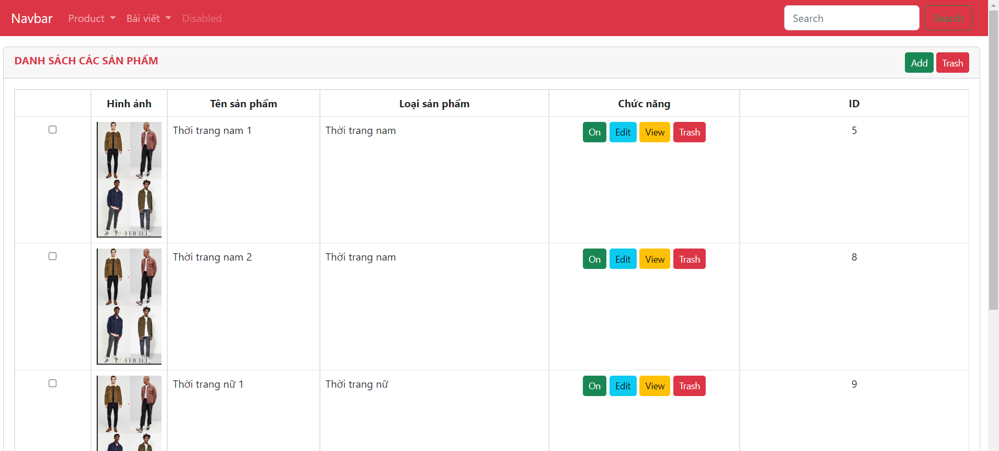 Navbar Product Bài viết Disabled Search Search
DANH SÁCH CÁC SẢN PHẨM Add Trash
Hình ảnh Tên sản phẩm Loại sản phẩm Chức năng ID
Thời trang nam 1 Thời trang nam On Edit View Trash 5
L'OFFICIEL
Thời trang nam 2 Thời trang nam On Edit View Trash 8
L'OFFICIEL
Thời trang nữ 1 Thời trang nữ On Edit View Trash 9